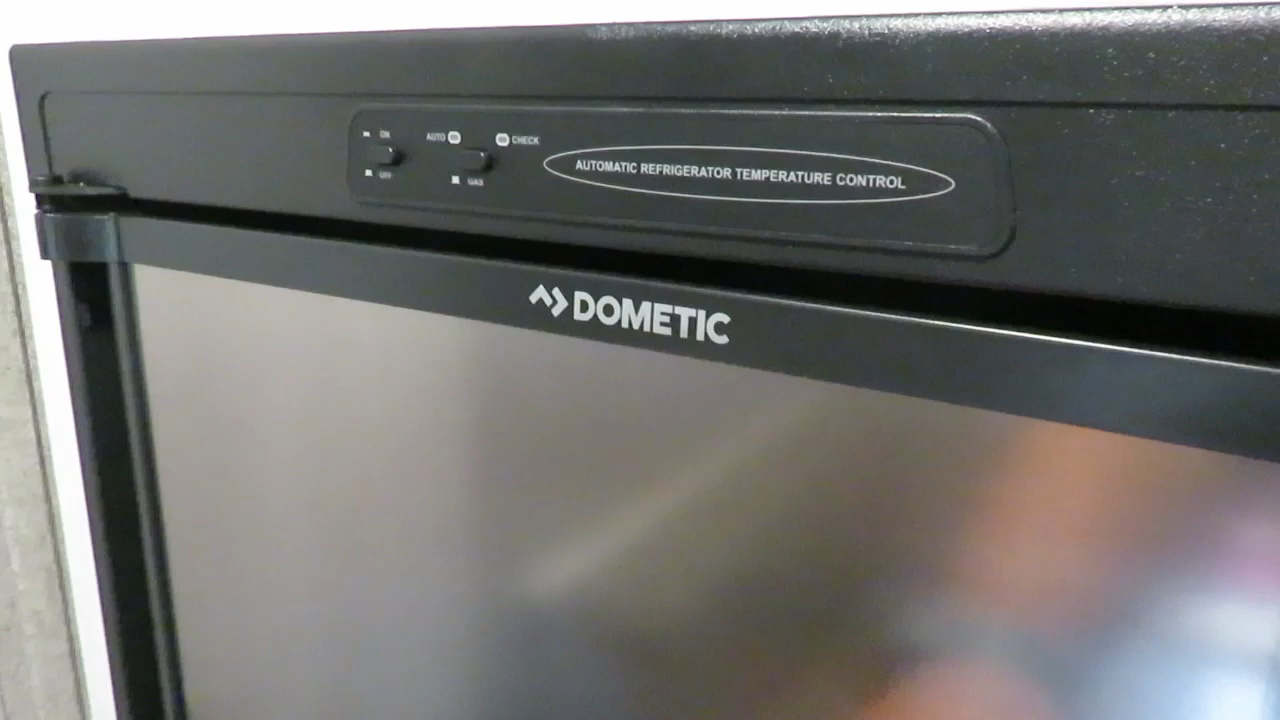 ON
OFF
AUTO
GAS
CHECK
AUTOMATIC REFRIGERATOR TEMPERATURE CONTROL
DOMETIC